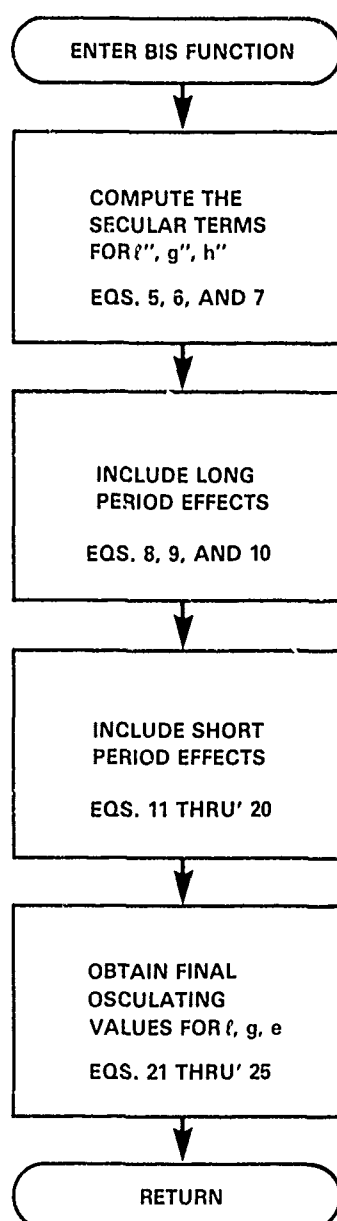 ENTER BIS FUNCTION
COMPUTE THE
SECULAR TERMS
FOR ℓ'', g'', h''
EQS. 5, 6, AND 7
INCLUDE LONG
PERIOD EFFECTS
EQS. 8, 9, AND 10
INCLUDE SHORT
PERIOD EFFECTS
EQS. 11 THRU' 20
OBTAIN FINAL
OSCULATING
VALUES FOR ℓ, g, e
EQS. 21 THRU' 25
RETURN